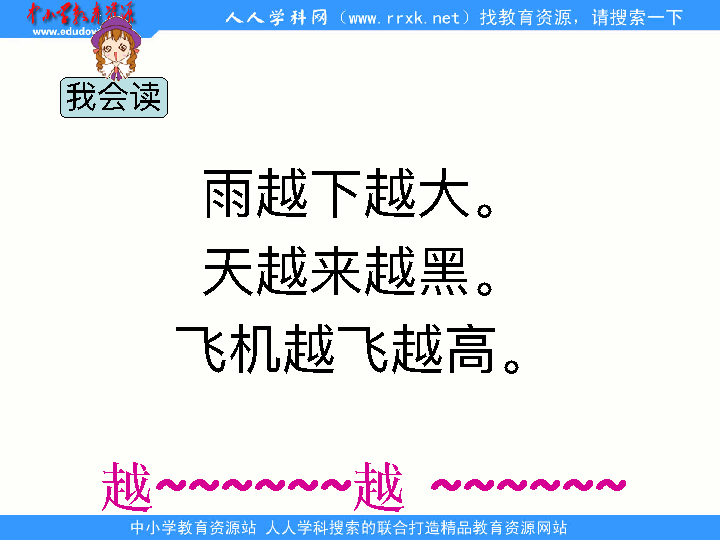 中小学教育资源
www.edudo
人人学科网（www.rrxk.net）找教育资源，请搜索一下
我会读
雨越下越大。
天越来越黑。
飞机越飞越高。
越~~~~~~越 ~~~~~~
中小学教育资源站 人人学科搜索的联合打造精品教育资源网站